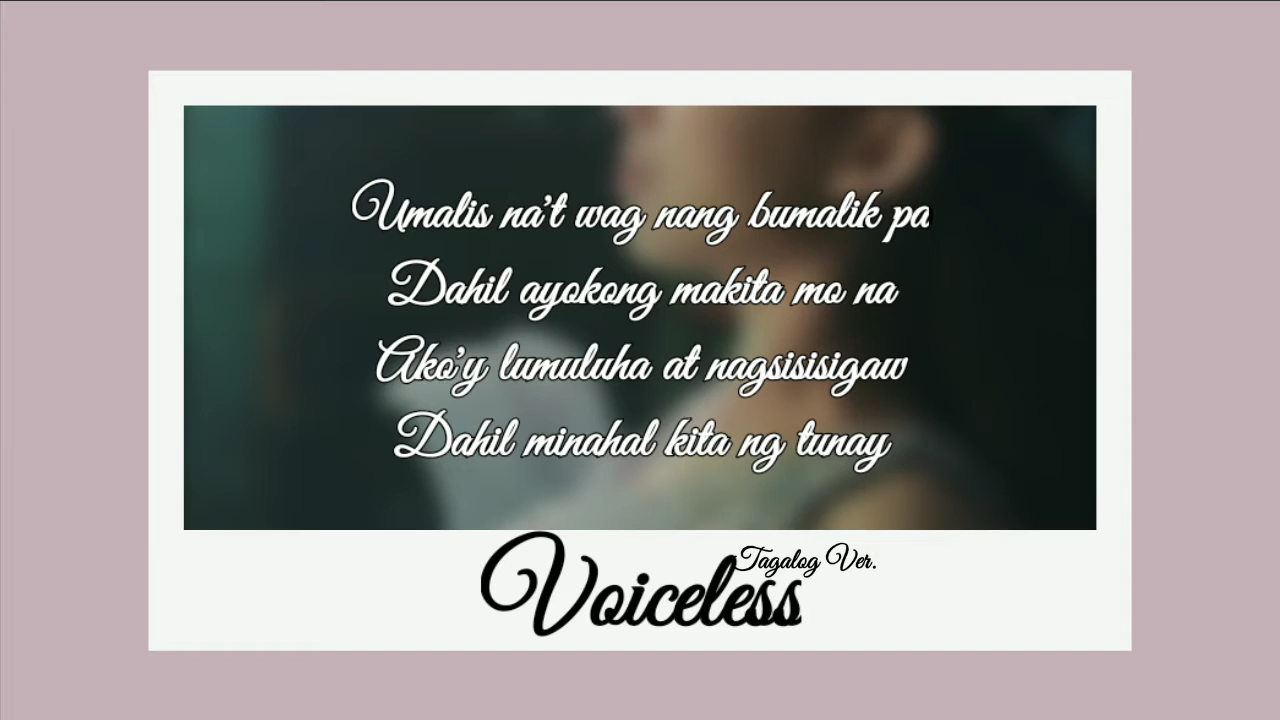 Umalis na't wag nang bumalik pa
Dahil ayokong makita mo na
Ako'y lumuluha at nagsisisigaw
Dahil minahal kita ng tunay
Tagalog Ver.
Voiceless